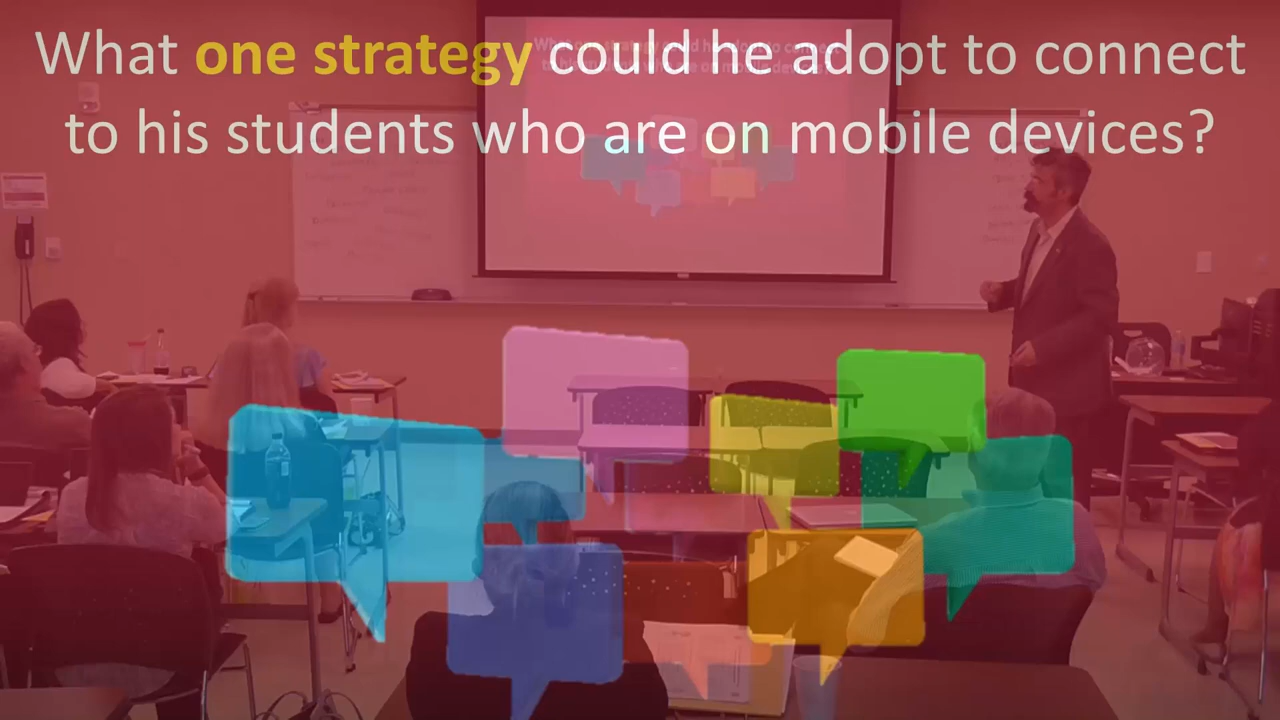 What one strategy could he adopt to connect
to his students who are on mobile devices?